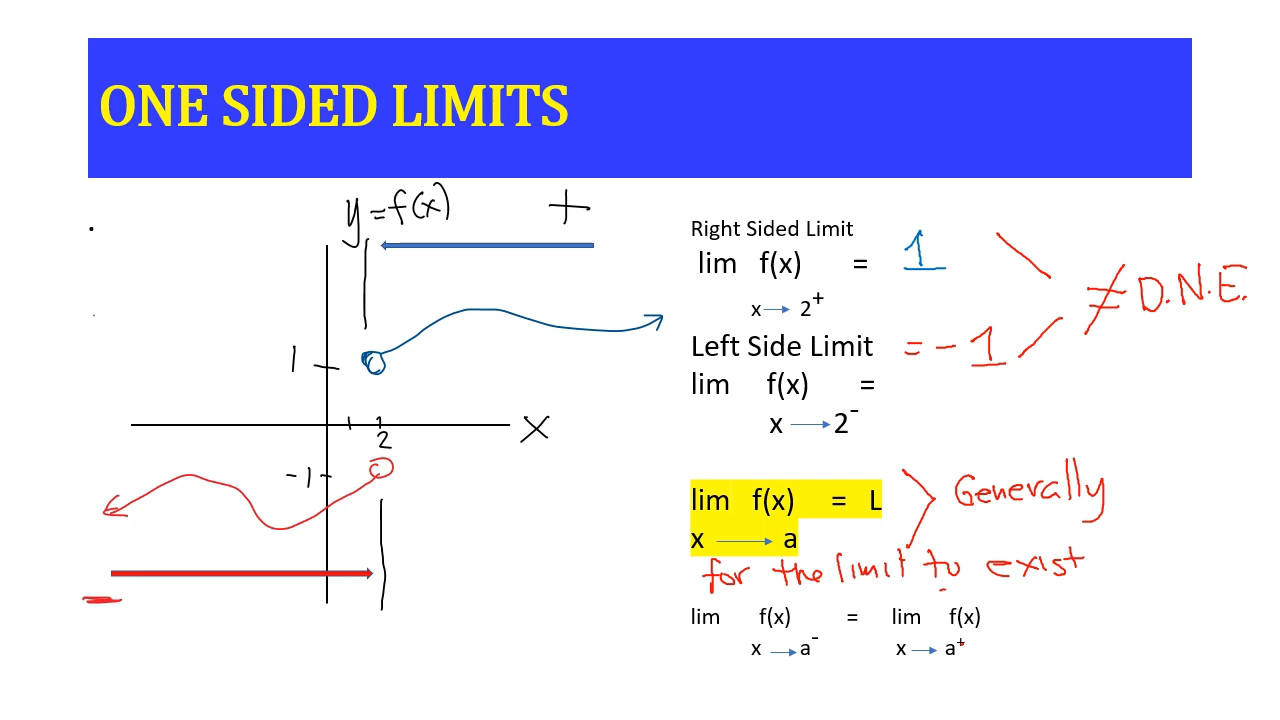 ONE SIDED LIMITS
y = f(x)
+
1
2
X
-1
-
Right Sided Limit
lim f(x) = 1
x → 2⁺
≠ D.N.E.
Left Side Limit = - 1
lim f(x) =
x → 2⁻
lim f(x) = L
x → a
Generally
for the limit to exist
lim f(x) = lim f(x)
x → a⁻ x → a⁺